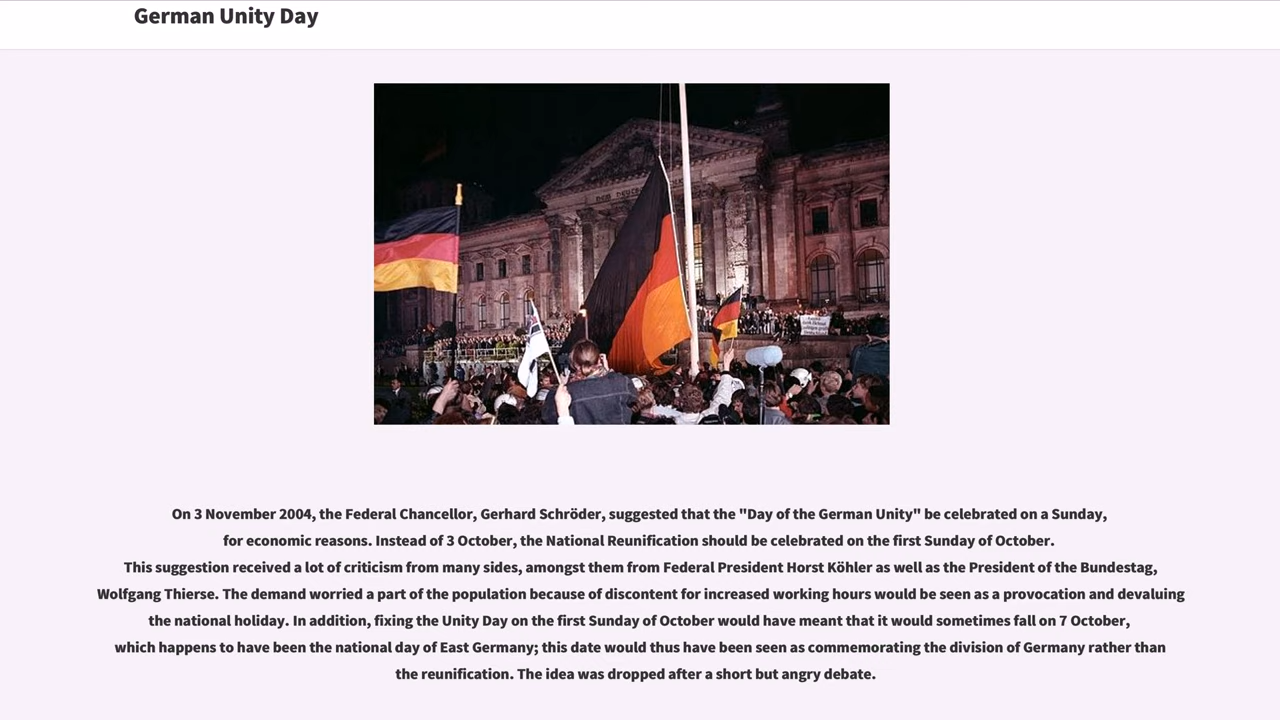 German Unity Day
On 3 November 2004, the Federal Chancellor, Gerhard Schröder, suggested that the "Day of the German Unity" be celebrated on a Sunday,
for economic reasons. Instead of 3 October, the National Reunification should be celebrated on the first Sunday of October.
This suggestion received a lot of criticism from many sides, amongst them from Federal President Horst Köhler as well as the President of the Bundestag,
Wolfgang Thierse. The demand worried a part of the population because of discontent for increased working hours would be seen as a provocation and devaluing
the national holiday. In addition, fixing the Unity Day on the first Sunday of October would have meant that it would sometimes fall on 7 October,
which happens to have been the national day of East Germany; this date would thus have been seen as commemorating the division of Germany rather than
the reunification. The idea was dropped after a short but angry debate.